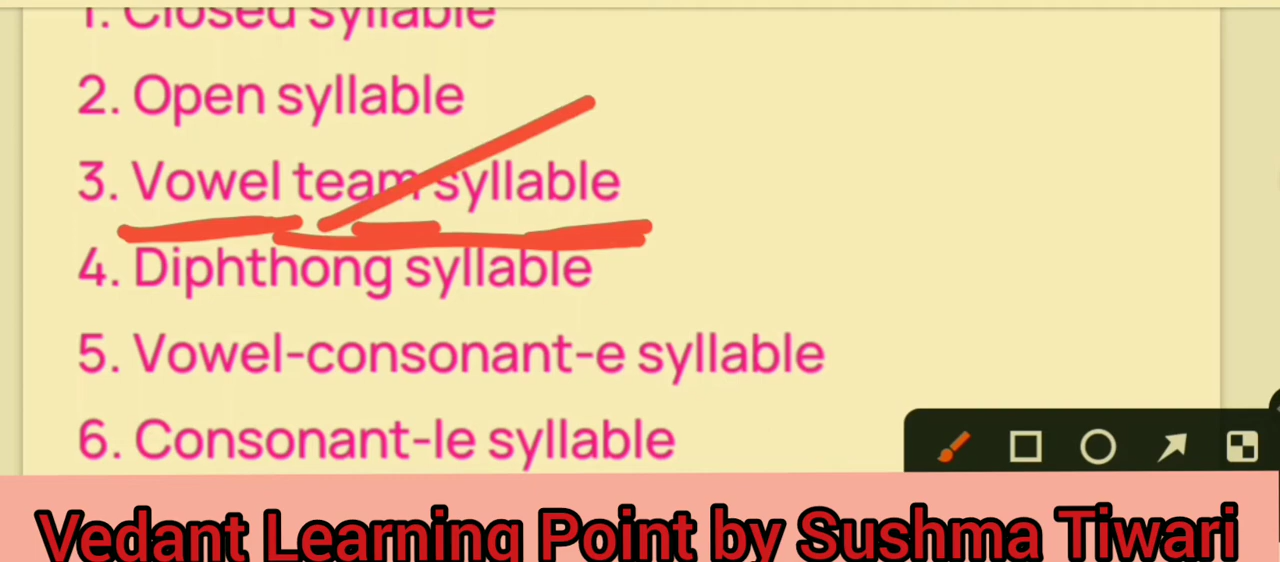 1. Closed syllable
2. Open syllable
3. Vowel team syllable
4. Diphthong syllable
5. Vowel-consonant-e syllable
6. Consonant-le syllable
Vedant Learning Point by Sushma Tiwari